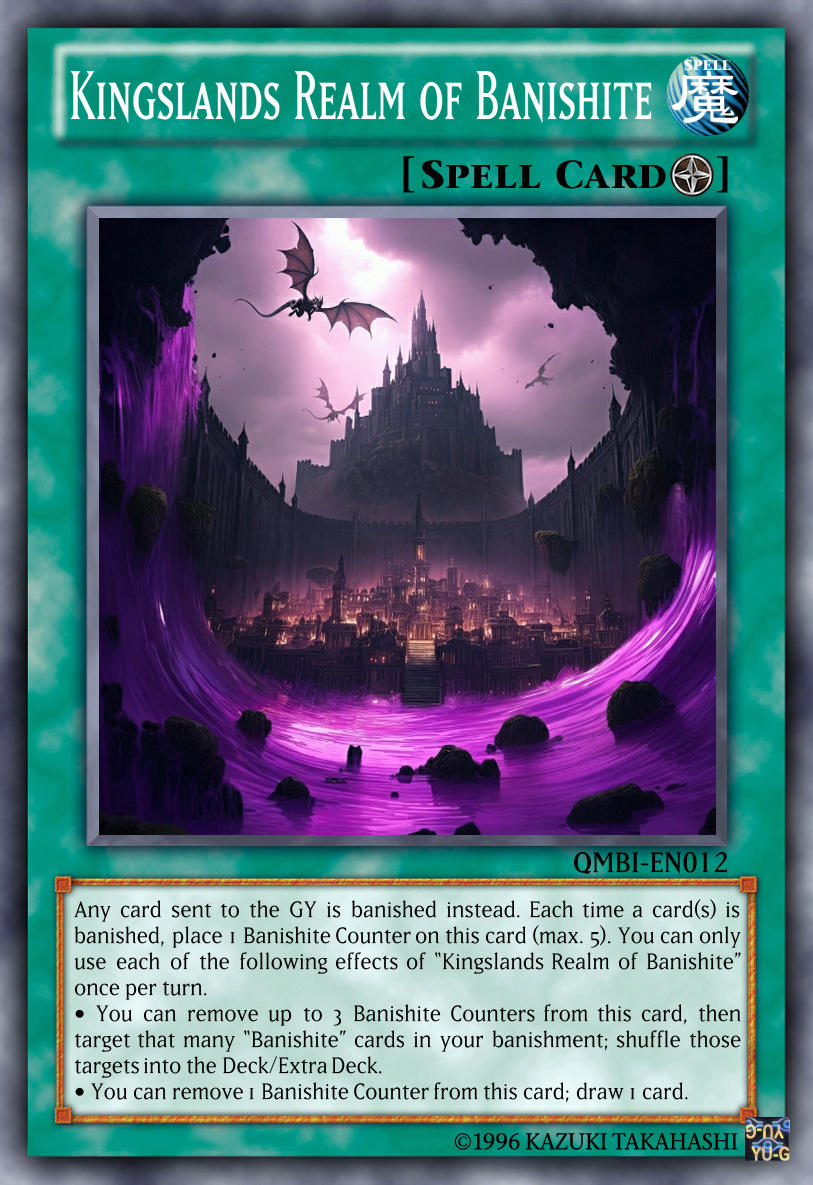 Kingslands Realm of Banishite
SPELL
魔
[Spell Card]
QMBI-EN012
Any card sent to the GY is banished instead. Each time a card(s) is
banished, place 1 Banishite Counter on this card (max. 5). You can only
use each of the following effects of "Kingslands Realm of Banishite"
once per turn.
• You can remove up to 3 Banishite Counters from this card, then
target that many "Banishite" cards in your banishment; shuffle those
targets into the Deck/Extra Deck.
• You can remove 1 Banishite Counter from this card; draw 1 card.
©1996 KAZUKI TAKAHASHI
YU-G
YU-G